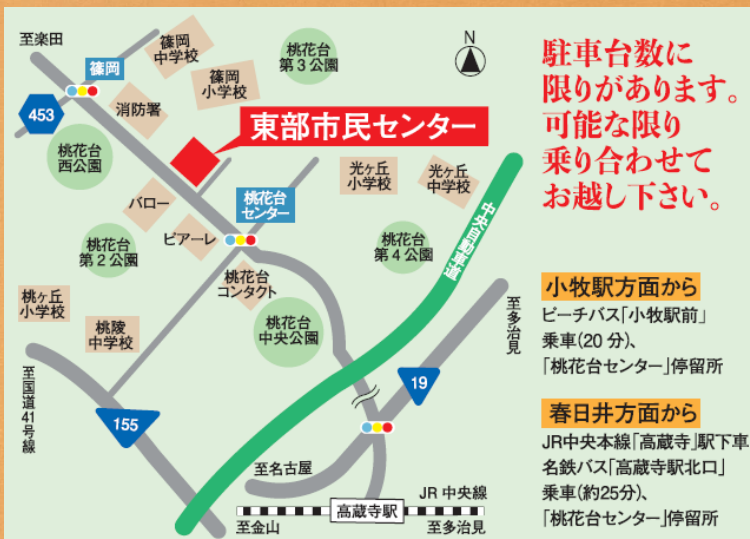 至楽田
篠岡
453
篠岡
中学校
篠岡
小学校
消防署
桃花台
第3公園
N
東部市民センター
桃花台
西公園
バロー
ピアーレ
桃花台
センター
光ヶ丘
小学校
光ヶ丘
中学校
中央自動車道
桃花台
第2公園
桃花台
第4公園
桃花台
コンタクト
桃花台
中央公園
桃ヶ丘
小学校
桃陵
中学校
至国道41号線
155
19
至多治見
至名古屋
JR中央線
高蔵寺駅
至金山
至多治見
駐車台数に
限りがあります。
可能な限り
乗り合わせて
お越し下さい。
小牧駅方面から
ピーチバス「小牧駅前」
乗車(20分)、
「桃花台センター」停留所
春日井方面から
JR中央本線「高蔵寺」駅下車
名鉄バス「高蔵寺駅北口」
乗車(約25分)、
「桃花台センター」停留所